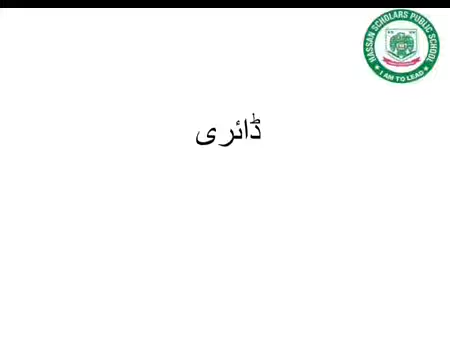 HASSAN SCHOLARS PUBLIC SCHOOL
I AM TO LEAD
ڈائری